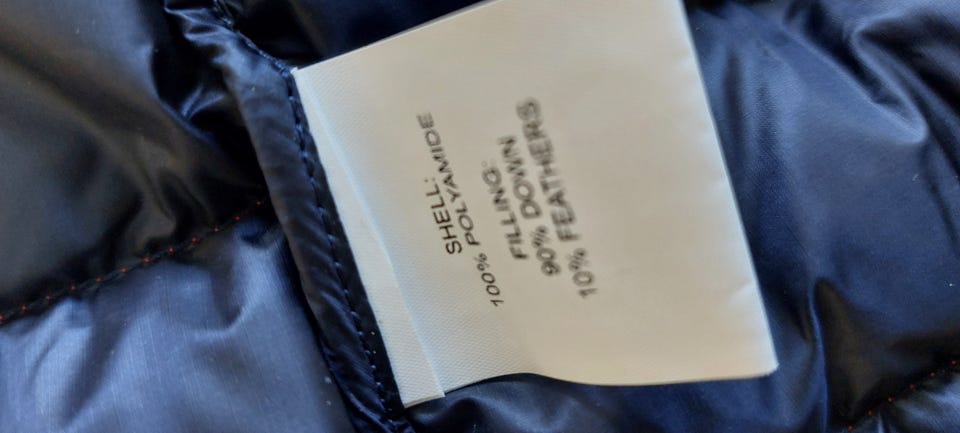 SHELL:
100% POLYAMIDE
FILLING:
90% DOWN
10% FEATHERS